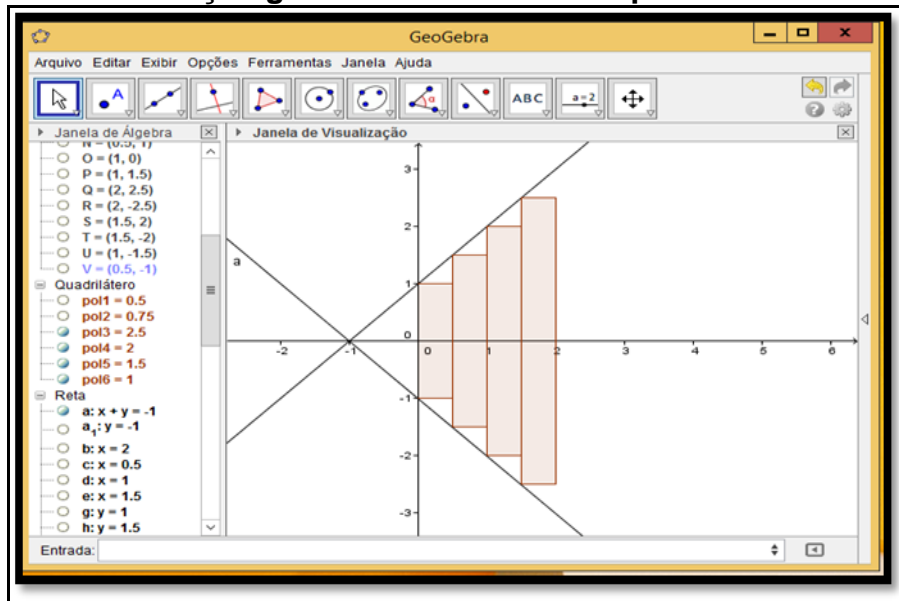 GeoGebra
Arquivo Editar Exibir Opções Ferramentas Janela Ajuda
A
α
ABC
a=2
Janela de Álgebra
Janela de Visualização
N = (0.5, 1)
O = (1, 0)
P = (1, 1.5)
Q = (2, 2.5)
R = (2, -2.5)
S = (1.5, 2)
T = (1.5, -2)
U = (1, -1.5)
V = (0.5, -1)
Quadrilátero
pol1 = 0.5
pol2 = 0.75
pol3 = 2.5
pol4 = 2
pol5 = 1.5
pol6 = 1
Reta
a: x + y = -1
a₁: y = -1
b: x = 2
c: x = 0.5
d: x = 1
e: x = 1.5
g: y = 1
h: y = 1.5
a
3
2
1
0
-1
-2
-3
-2 -1 0 1 2 3 4 5 6
Entrada: